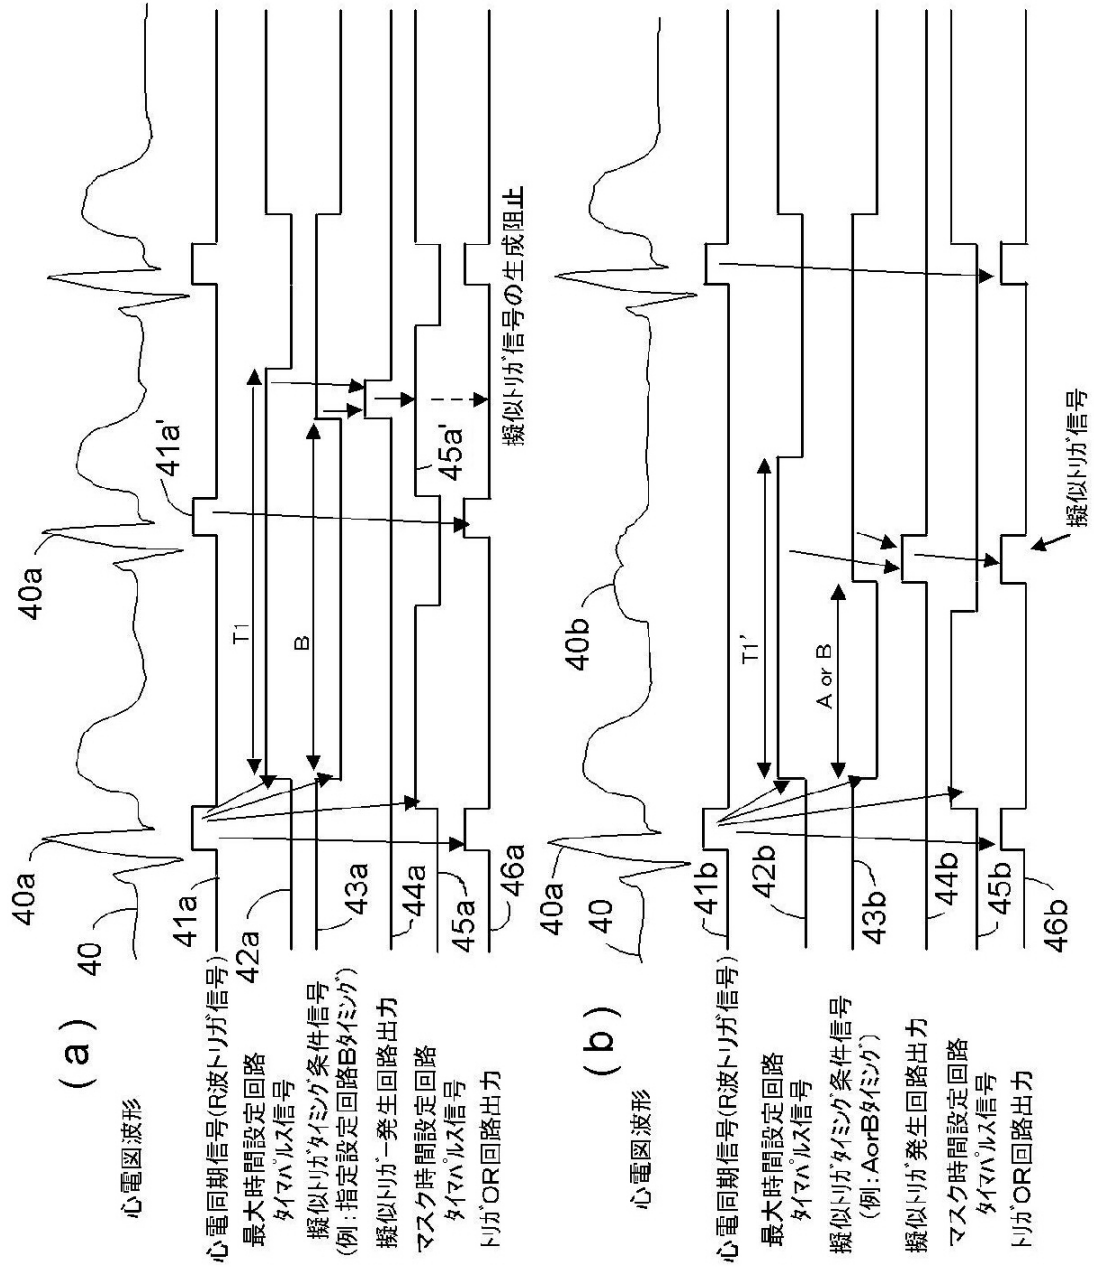 (a)
心電図波形
40
40a
40a
心電同期信号(R波トリガ信号)
41a
41a'
最大時間設定回路
タイマパルス信号
42a
T1
擬似トリガタイミング条件信号
(例:指定設定回路Bタイミング)
43a
B
擬似トリガー発生回路出力
44a
マスク時間設定回路
タイマパルス信号
45a
45a'
トリガOR回路出力
46a
擬似トリガ信号の生成阻止
(b)
心電図波形
40
40a
40b
心電同期信号(R波トリガ信号)
41b
最大時間設定回路
タイマパルス信号
42b
T1'
擬似トリガタイミング条件信号
(例:AorBタイミング)
43b
A or B
擬似トリガ発生回路出力
44b
マスク時間設定回路
タイマパルス信号
45b
トリガOR回路出力
46b
擬似トリガ信号